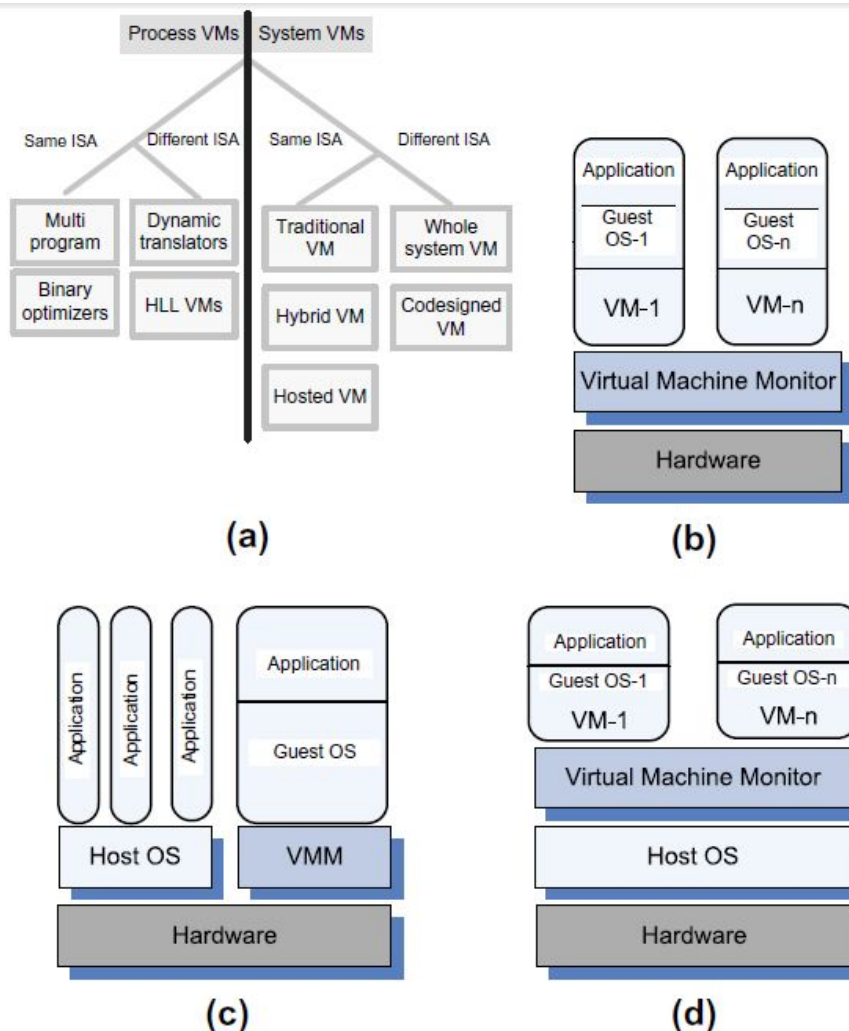 Process VMs System VMs
Same ISA Different ISA Same ISA Different ISA
Multi program
Dynamic translators
Traditional VM
Whole system VM
Binary optimizers
HLL VMs
Hybrid VM
Codesigned VM
Hosted VM
(a)
Application Application
Guest OS-1
Guest OS-n
VM-1 VM-n
Virtual Machine Monitor
Hardware
(b)
Application
Application
Application
Application
Guest OS
Host OS VMM
Hardware
(c)
Application Application
Guest OS-1 Guest OS-n
VM-1 VM-n
Virtual Machine Monitor
Host OS
Hardware
(d)